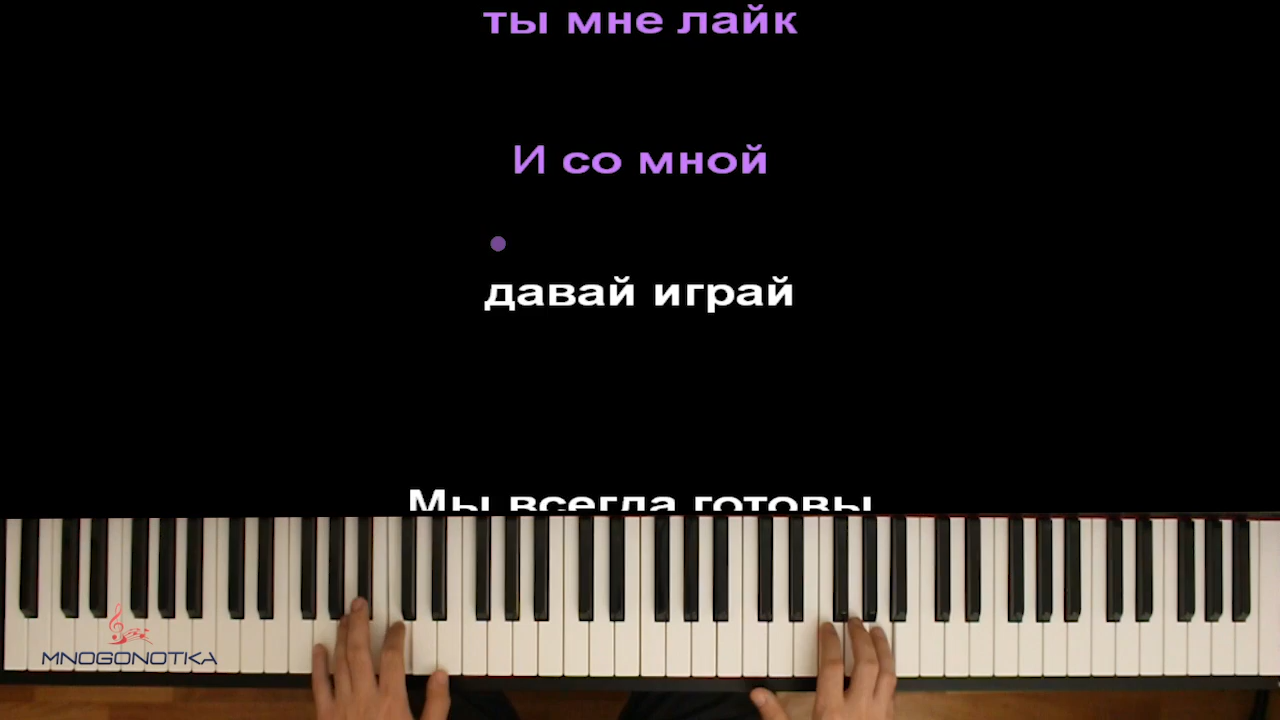 ты мне лайк
И со мной
давай играй
Мы всегда готовы
MNOGONOTKA